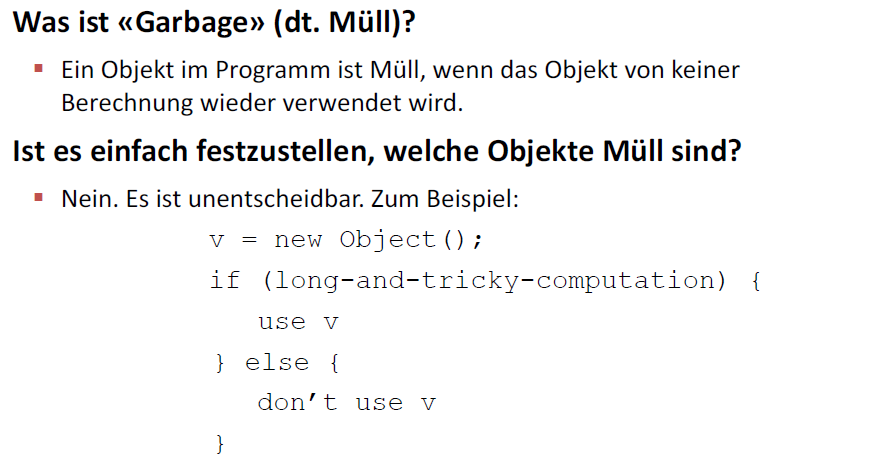 Was ist «Garbage» (dt. Müll)?
▪ Ein Objekt im Programm ist Müll, wenn das Objekt von keiner
Berechnung wieder verwendet wird.
Ist es einfach festzustellen, welche Objekte Müll sind?
▪ Nein. Es ist unentscheidbar. Zum Beispiel:
v = new Object();
if (long-and-tricky-computation) {
use v
} else {
don’t use v
}